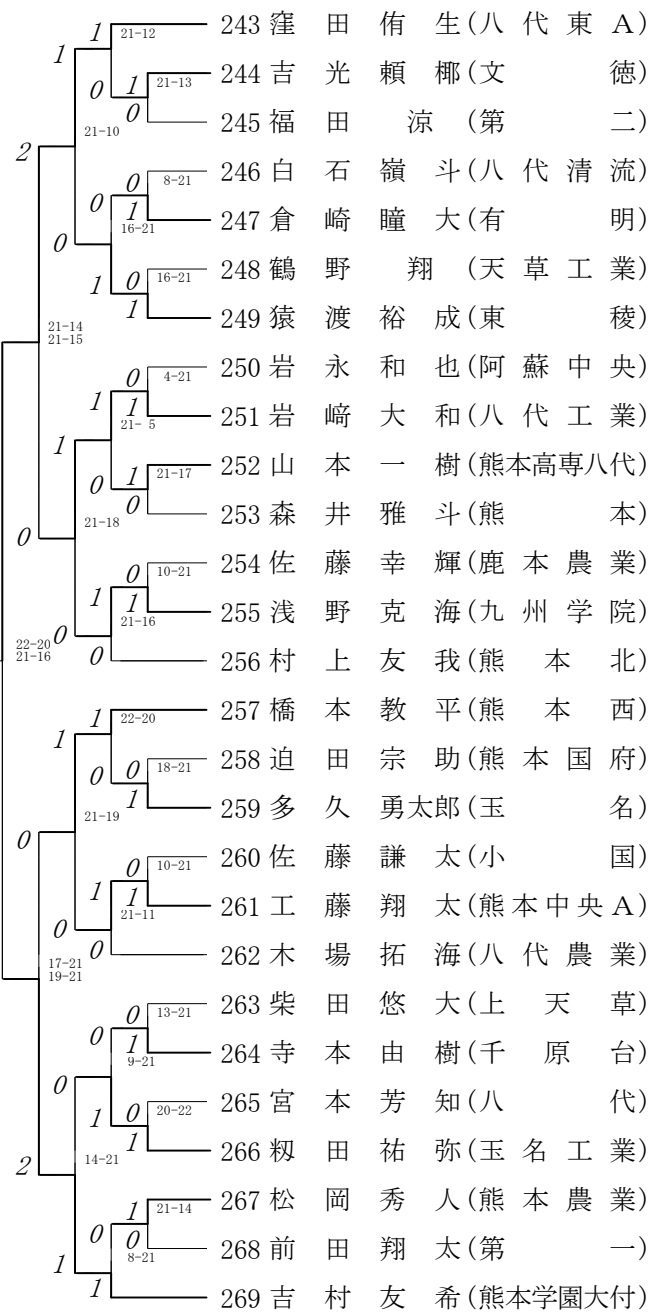 243 窪田侑生(八代東A)
244 吉光頼椰(文徳)
245 福田涼(第二)
246 白石嶺斗(八代清流)
247 倉崎瞳大(有明)
248 鶴野翔(天草工業)
249 猿渡裕成(東稜)
250 岩永和也(阿蘇中央)
251 岩﨑大和(八代工業)
252 山本一樹(熊本高専八代)
253 森井雅斗(熊本)
254 佐藤幸輝(鹿本農業)
255 浅野克海(九州学院)
256 村上友我(熊本北)
257 橋本教平(熊本西)
258 迫田宗助(熊本国府)
259 多久勇太郎(玉名)
260 佐藤謙太(小国)
261 工藤翔太(熊本中央A)
262 木場拓海(八代農業)
263 柴田悠大(上天草)
264 寺本由樹(千原台)
265 宮本芳知(八代)
266 籾田祐弥(玉名工業)
267 松岡秀人(熊本農業)
268 前田翔太(第一)
269 吉村友希(熊本学園大付)
1
21-12
1
0
1
21-13
0
21-10
2
0
8-21
0
1
16-21
0
1
0
16-21
1
21-14
21-15
0
4-21
1
1
21- 5
1
0
1
21-17
0
21-18
0
0
10-21
1
1
21-16
0
0
22-20
21-16
1
22-20
1
0
0
18-21
1
21-19
0
0
10-21
1
1
21-11
0
0
17-21
19-21
0
13-21
0
1
9-21
0
1
0
20-22
1
14-21
2
1
21-14
0
0
8-21
1
1